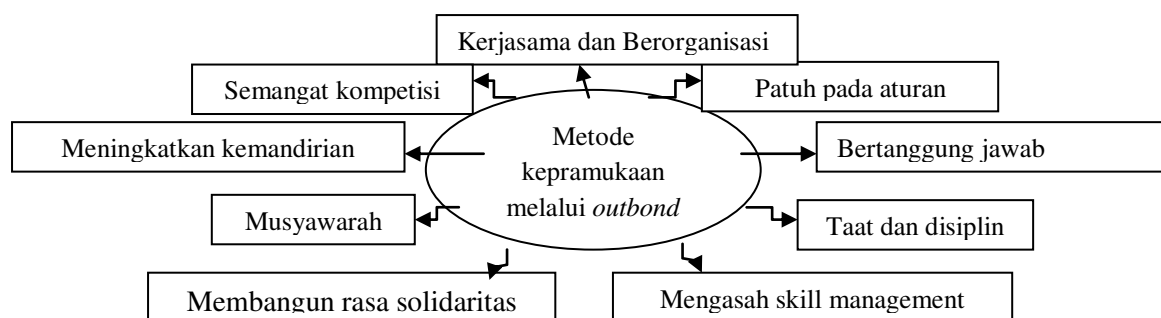 Kerjasama dan Berorganisasi
Semangat kompetisi
Patuh pada aturan
Meningkatkan kemandirian
Metode
kepramukaan
melalui outbond
Bertanggung jawab
Musyawarah
Taat dan disiplin
Membangun rasa solidaritas
Mengasah skill management